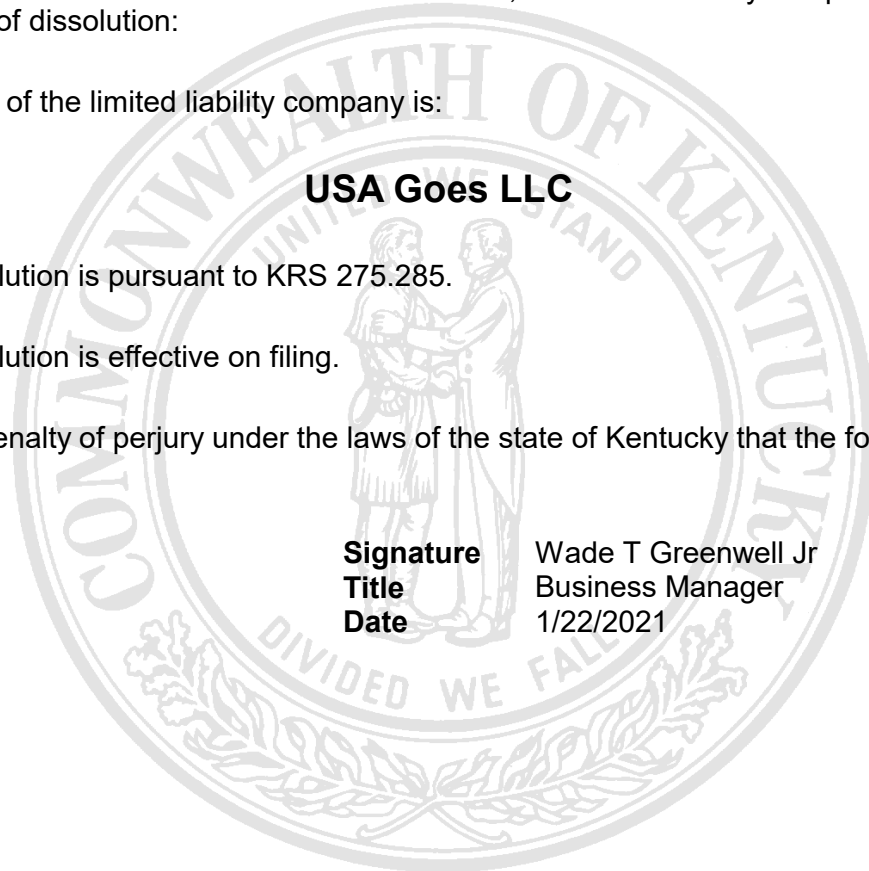 of dissolution:
of the limited liability company is:
USA Goes LLC
lution is pursuant to KRS 275.285.
lution is effective on filing.
enalty of perjury under the laws of the state of Kentucky that the fo
Signature Wade T Greenwell Jr
Title Business Manager
Date 1/22/2021
COMMONWEALTH OF KENTUCKY
UNITED WE STAND
DIVIDED WE FALL